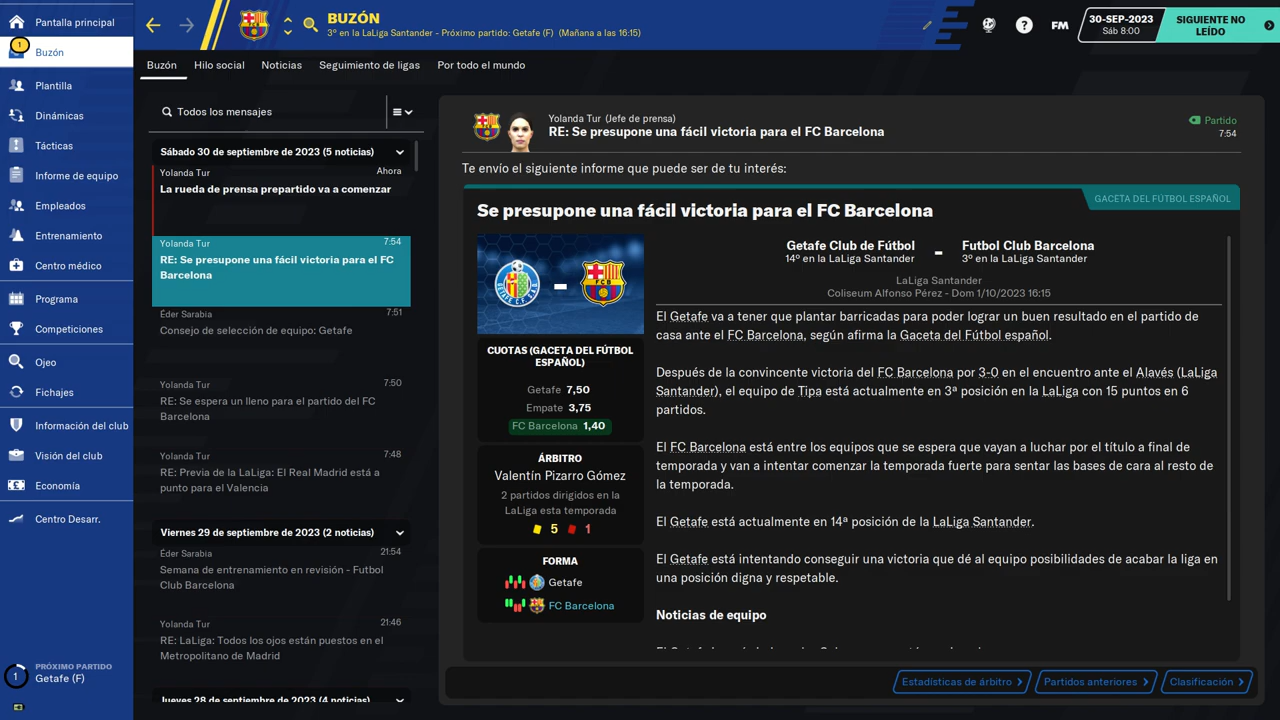 Pantalla principal
1
Buzón
Plantilla
Dinámicas
Tácticas
Informe de equipo
Empleados
Entrenamiento
Centro médico
Programa
Competiciones
Ojeo
Fichajes
Información del club
Visión del club
Economía
Centro Desarr.
1
PRÓXIMO PARTIDO
Getafe (F)
BUZÓN
3º en la LaLiga Santander - Próximo partido: Getafe (F) (Mañana a las 16:15)
?
FM
30-SEP-2023
Sáb 8:00
SIGUIENTE NO LEÍDO
Buzón
Hilo social
Noticias
Seguimiento de ligas
Por todo el mundo
Todos los mensajes
Sábado 30 de septiembre de 2023 (5 noticias)
Yolanda Tur
Ahora
La rueda de prensa prepartido va a comenzar
Yolanda Tur
7:54
RE: Se presupone una fácil victoria para el FC
Barcelona
Éder Sarabia
7:51
Consejo de selección de equipo: Getafe
Yolanda Tur
7:50
RE: Se espera un lleno para el partido del FC
Barcelona
Yolanda Tur
7:48
RE: Previa de la LaLiga: El Real Madrid está a
punto para el Valencia
Viernes 29 de septiembre de 2023 (2 noticias)
Éder Sarabia
21:54
Semana de entrenamiento en revisión - Futbol
Club Barcelona
Yolanda Tur
21:46
RE: LaLiga: Todos los ojos están puestos en el
Metropolitano de Madrid
Jueves 28 de septiembre de 2023 (4 noticias)
Yolanda Tur (Jefe de prensa)
RE: Se presupone una fácil victoria para el FC Barcelona
Partido
7:54
Te envío el siguiente informe que puede ser de tu interés:
GACETA DEL FÚTBOL ESPAÑOL
Se presupone una fácil victoria para el FC Barcelona
CUOTAS (GACETA DEL FÚTBOL
ESPAÑOL)
Getafe 7,50
Empate 3,75
FC Barcelona 1,40
ÁRBITRO
Valentín Pizarro Gómez
2 partidos dirigidos en la
LaLiga esta temporada
5 1
FORMA
Getafe
FC Barcelona
Getafe Club de Fútbol
14º en la LaLiga Santander
-
Futbol Club Barcelona
3º en la LaLiga Santander
LaLiga Santander
Coliseum Alfonso Pérez - Dom 1/10/2023 16:15
El Getafe va a tener que plantar barricadas para poder lograr un buen resultado en el partido de
casa ante el FC Barcelona, según afirma la Gaceta del Fútbol español.
Después de la convincente victoria del FC Barcelona por 3-0 en el encuentro ante el Alavés (LaLiga
Santander), el equipo de Tipa está actualmente en 3ª posición en la LaLiga con 15 puntos en 6
partidos.
El FC Barcelona está entre los equipos que se espera que vayan a luchar por el título a final de
temporada y van a intentar comenzar la temporada fuerte para sentar las bases de cara al resto de
la temporada.
El Getafe está actualmente en 14ª posición de la LaLiga Santander.
El Getafe está intentando conseguir una victoria que dé al equipo posibilidades de acabar la liga en
una posición digna y respetable.
Noticias de equipo
Estadísticas de árbitro
Partidos anteriores
Clasificación